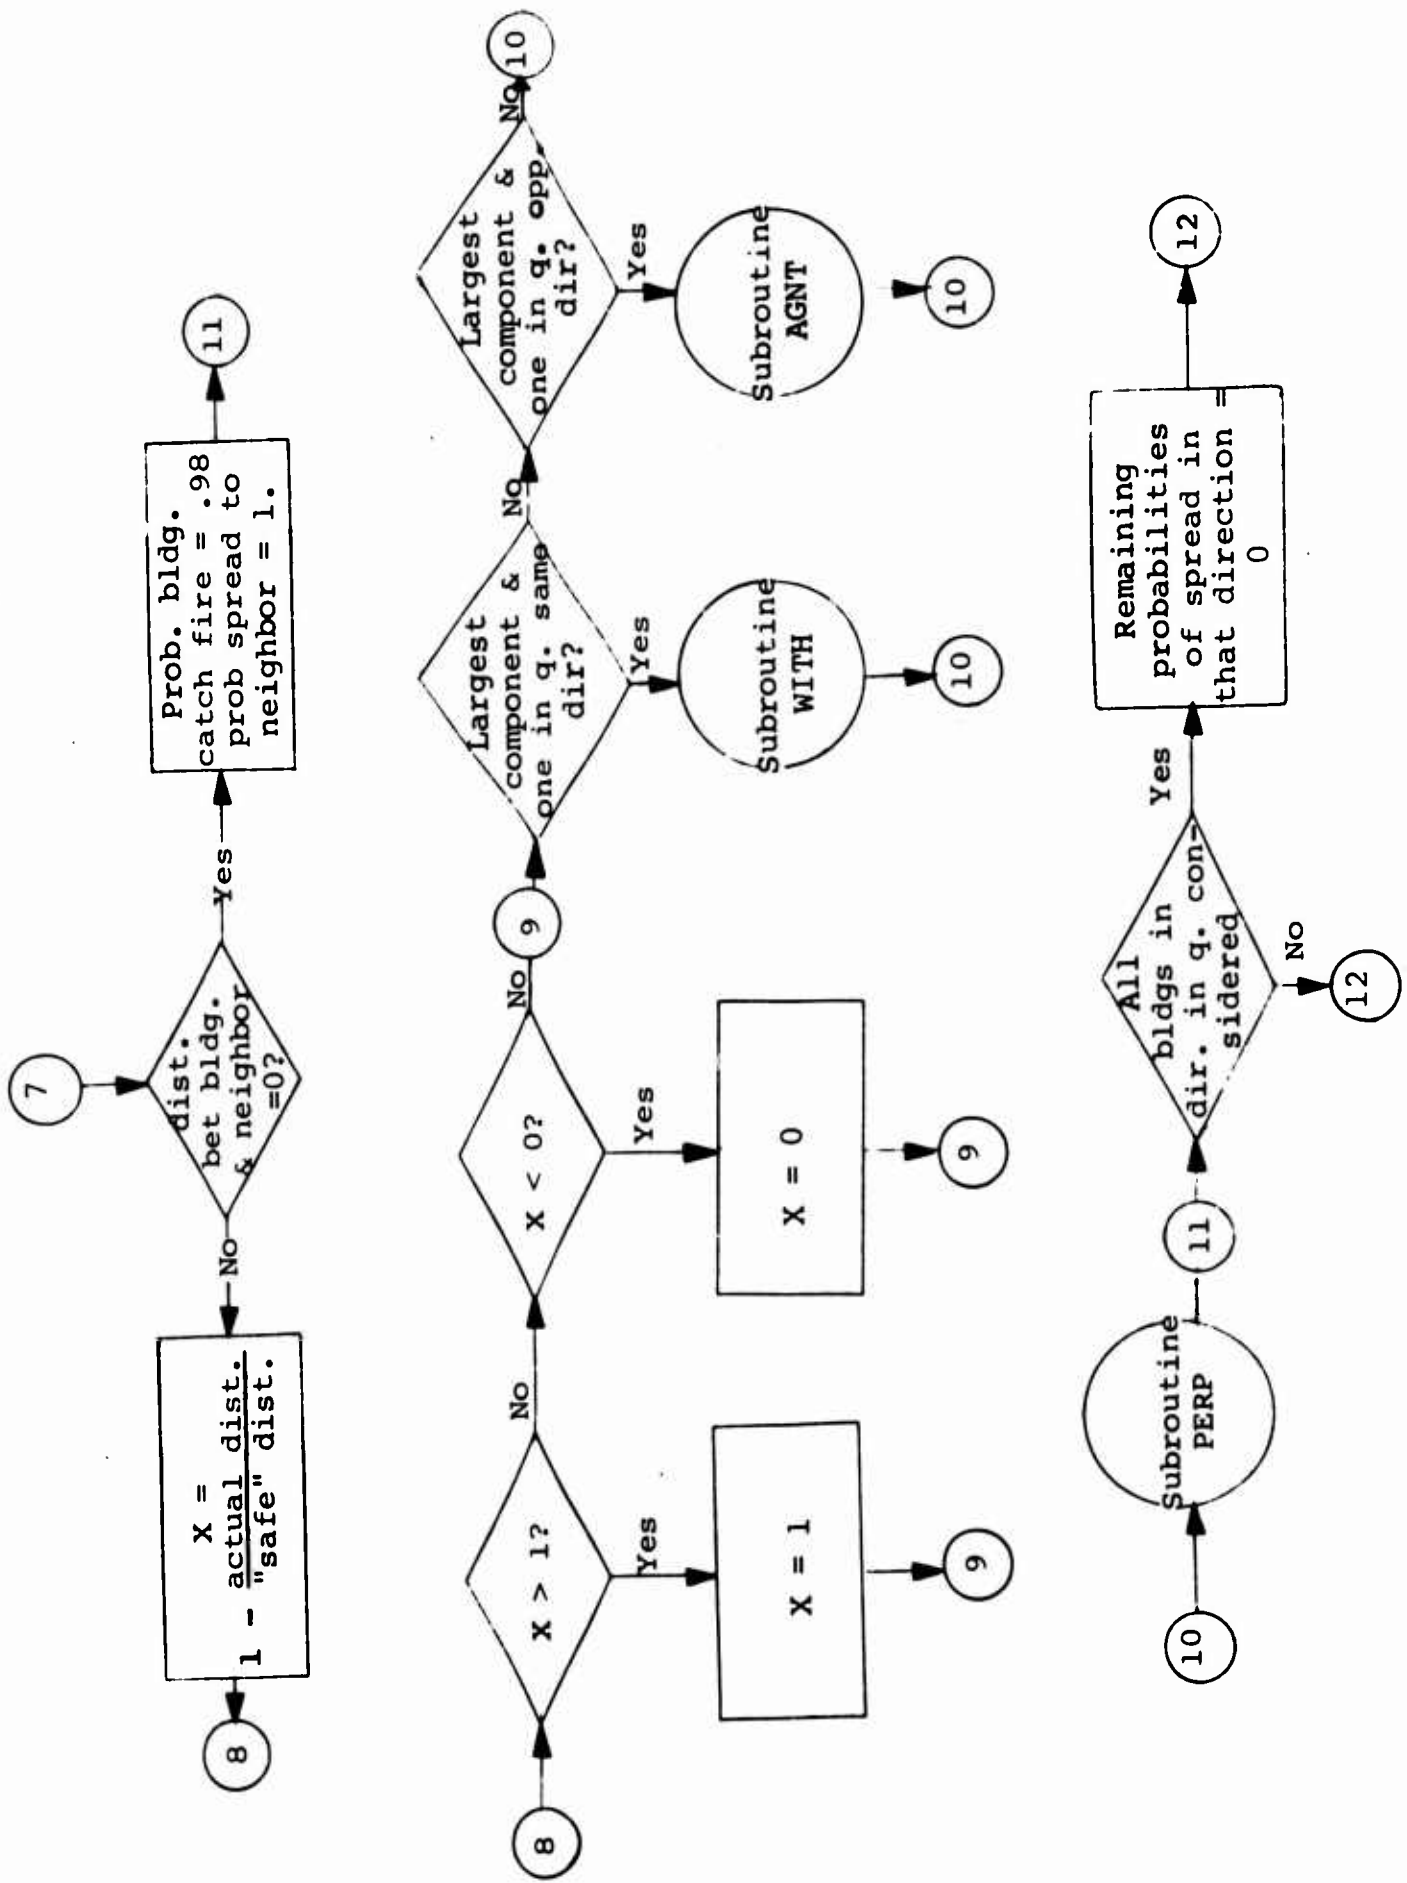 7
dist.
bet bldg.
& neighbor
=0?
No
Yes
X =
1 - actual dist.
"safe" dist.
8
Prob. bldg.
catch fire = .98
prob spread to
neighbor = 1.
11
8
X > 1?
No
Yes
X = 1
9
X < 0?
No
Yes
X = 0
9
9
Largest
component &
one in q. same
dir?
No
Yes
Subroutine
WITH
10
Largest
component &
one in q. opp.
dir?
No
10
Yes
Subroutine
AGNT
10
10
Subroutine
PERP
11
All
bldgs in
dir. in q. con-
sidered
Yes
No
12
Remaining
probabilities
of spread in
that direction =
0
12